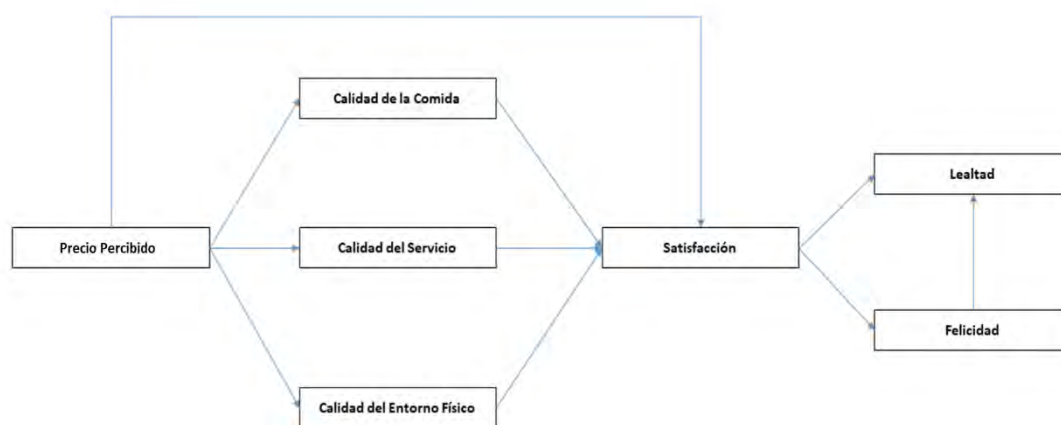 Calidad de la Comida
Lealtad
Precio Percibido
Calidad del Servicio
Satisfacción
Felicidad
Calidad del Entorno Físico